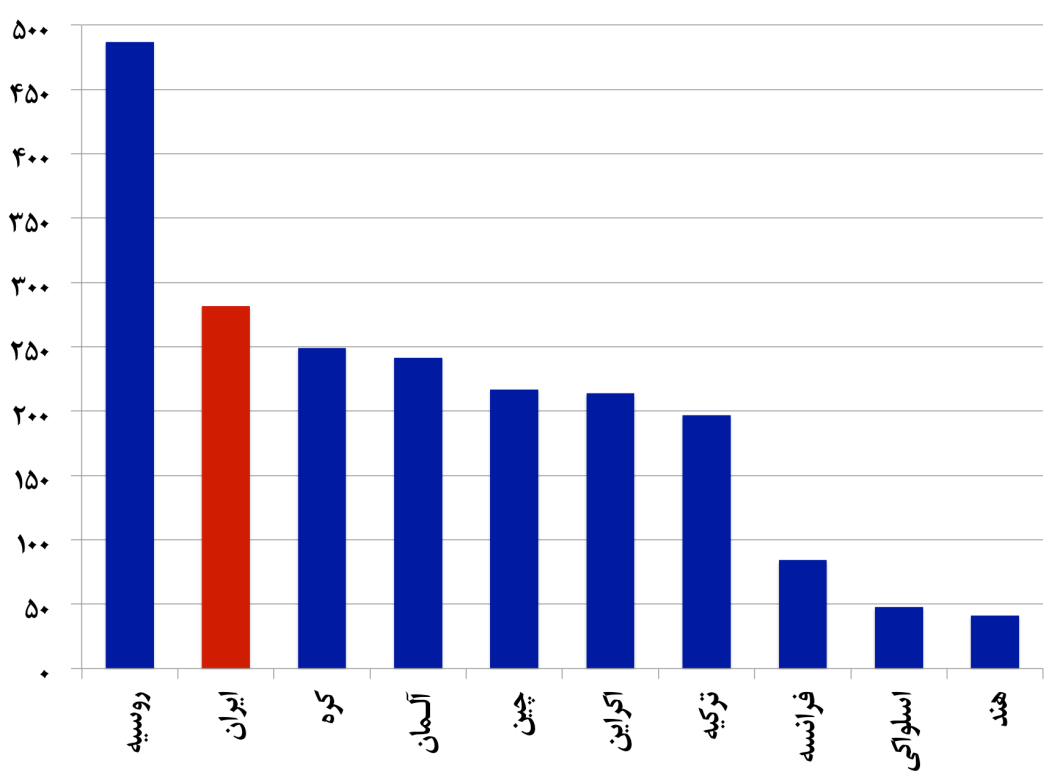 ۵۰۰
۴۵۰
۴۰۰
۳۵۰
۳۰۰
۲۵۰
۲۰۰
۱۵۰
۱۰۰
۵۰
۰
روسیه
ایران
کره
آلـمان
چین
اکراین
ترکیه
فرانسه
اسلواکی
هند